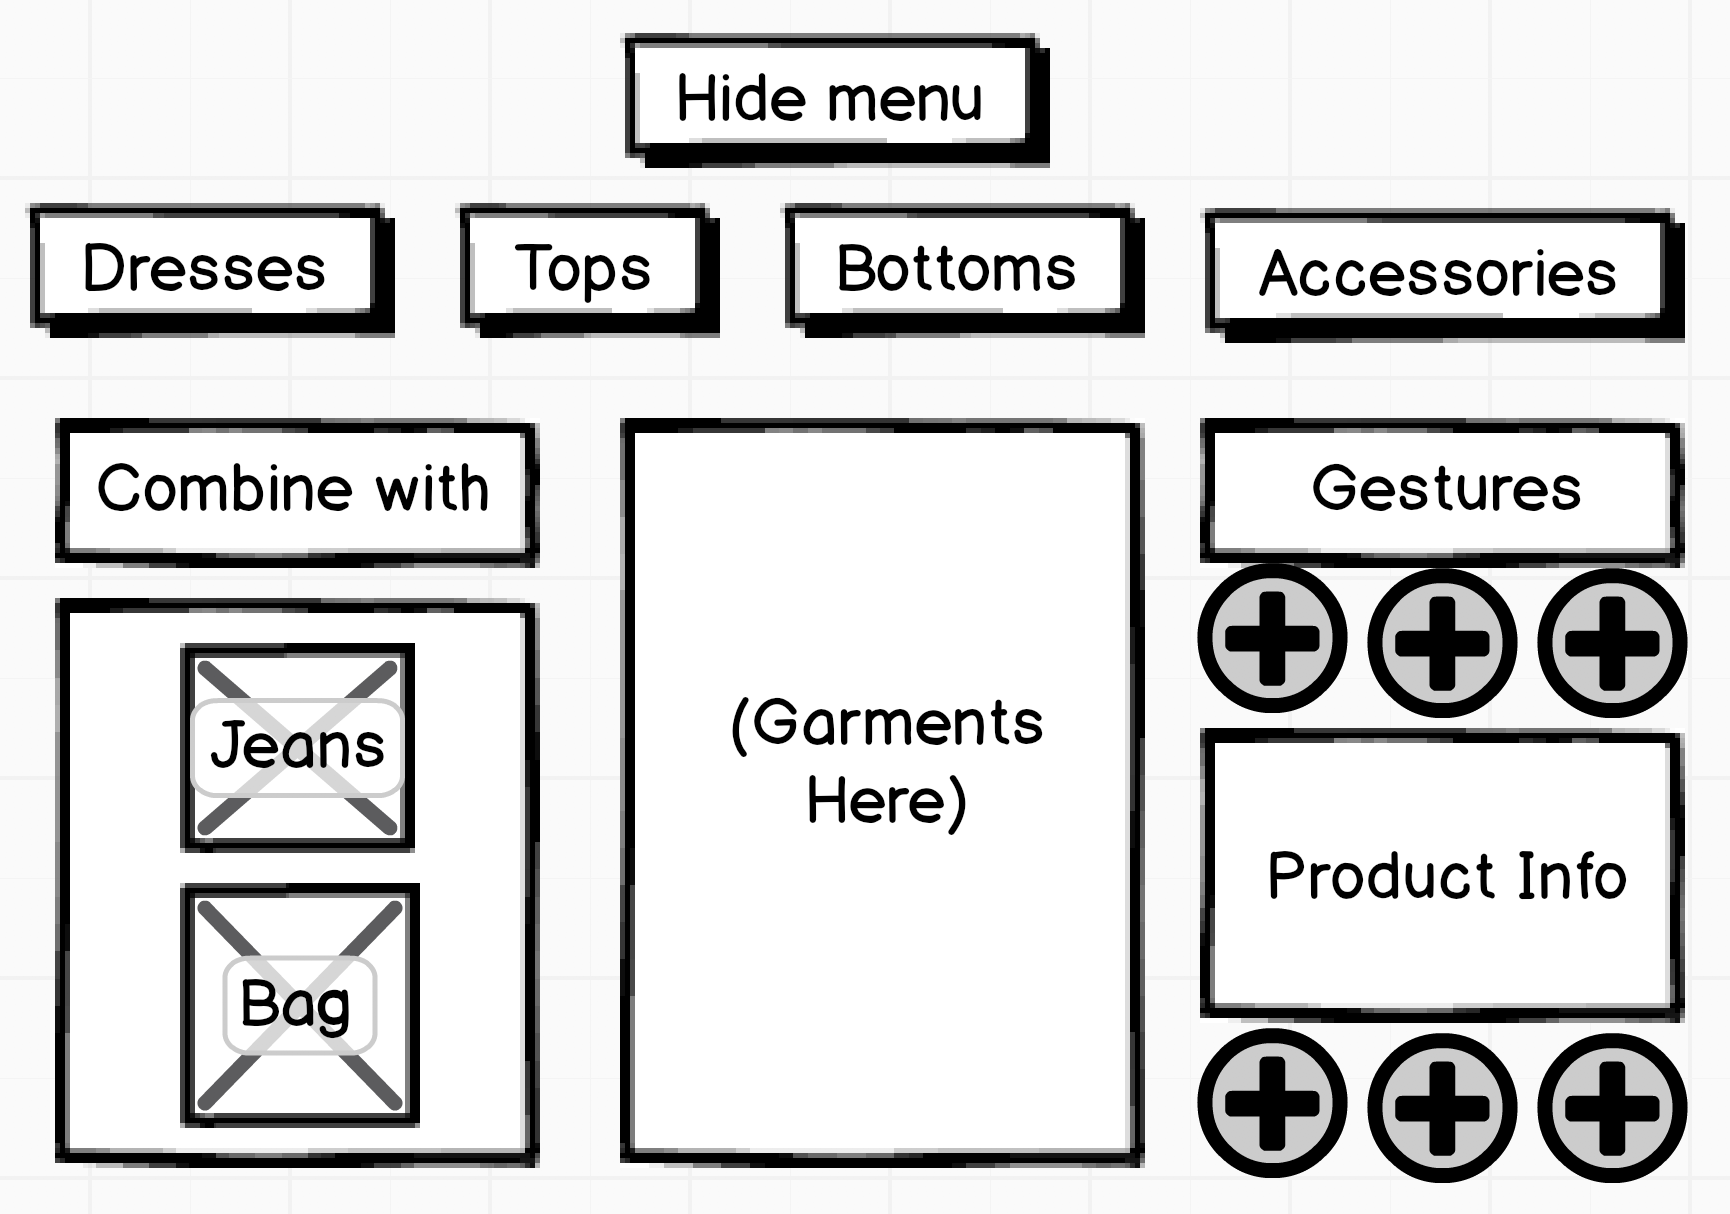 Hide menu
Dresses
Tops
Bottoms
Accessories
Combine with
Jeans
Bag
(Garments
Here)
Gestures
Product Info